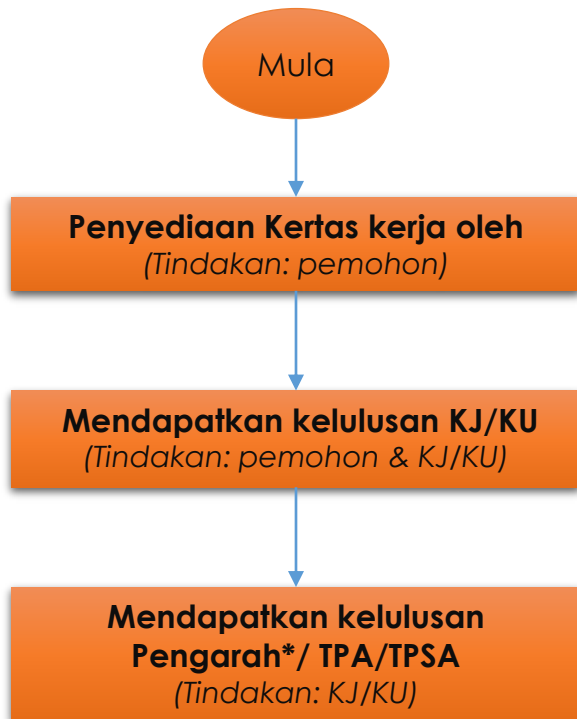 Mula
Penyediaan Kertas kerja oleh
(Tindakan: pemohon)
Mendapatkan kelulusan KJ/KU
(Tindakan: pemohon & KJ/KU)
Mendapatkan kelulusan
Pengarah*/ TPA/TPSA
(Tindakan: KJ/KU)